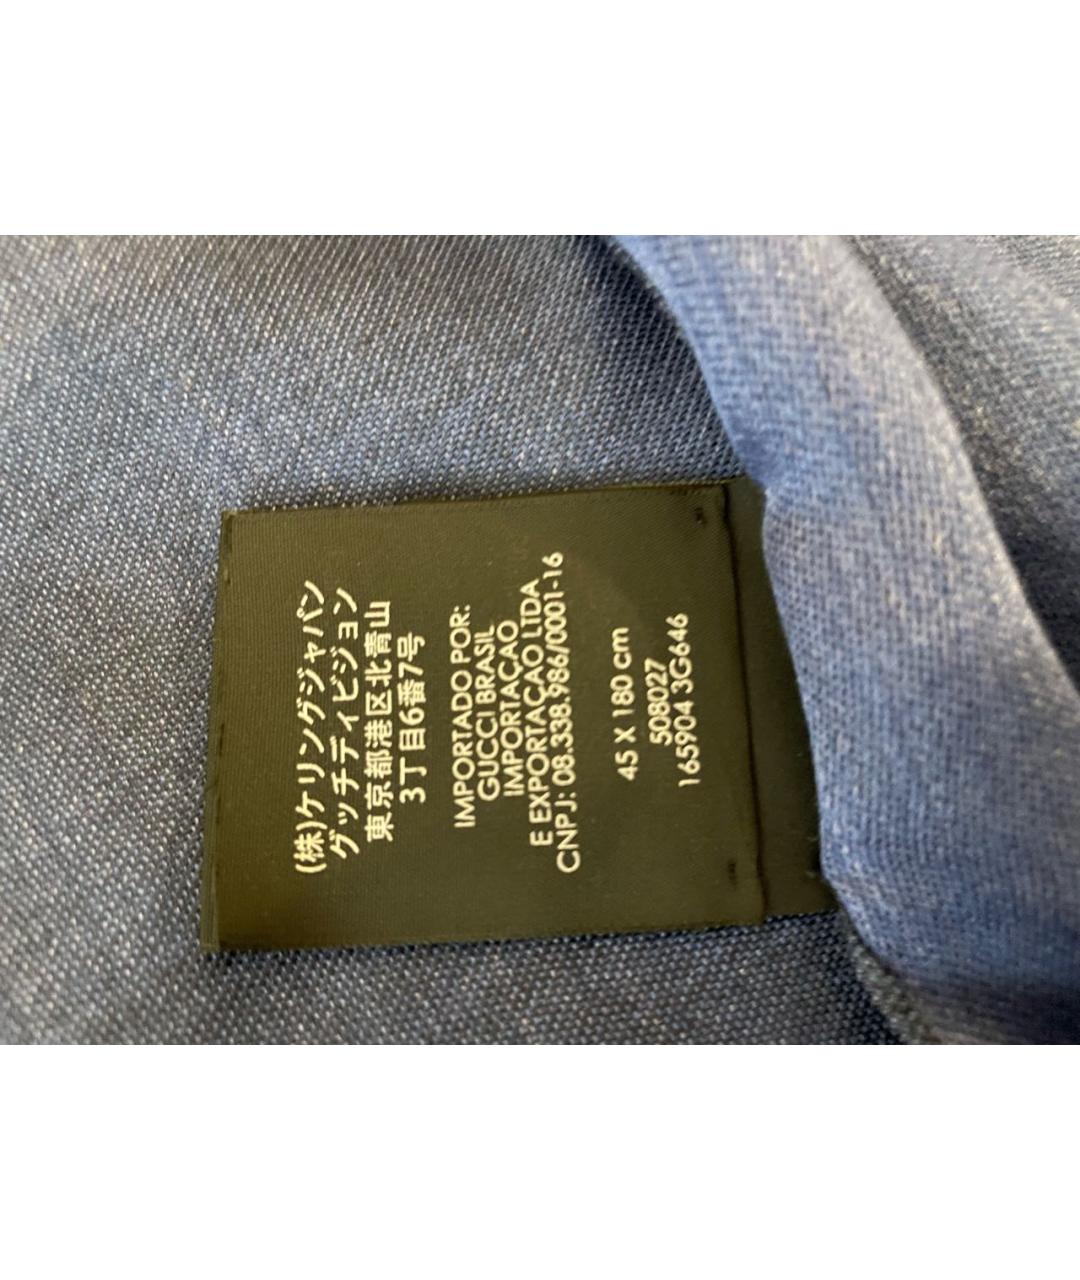 (株)ケリングジャパン
グッチディビジョン
東京都港区北青山
3丁目6番7号
IMPORTADO POR:
GUCCI BRASIL
IMPORTAÇAO
E EXPORTAÇAO LTDA.
CNPJ: 08.338.986/0001-16
45 X 180 cm
508027
165904 3G646